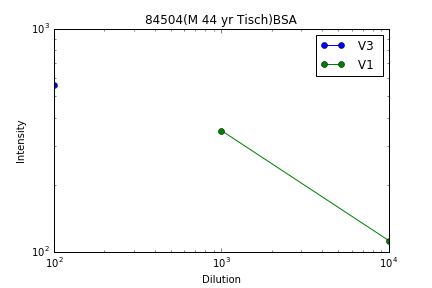 84504(M 44 yr Tisch)BSA
10³
V3
V1
Intensity
10²
10² 10³ 10⁴
Dilution